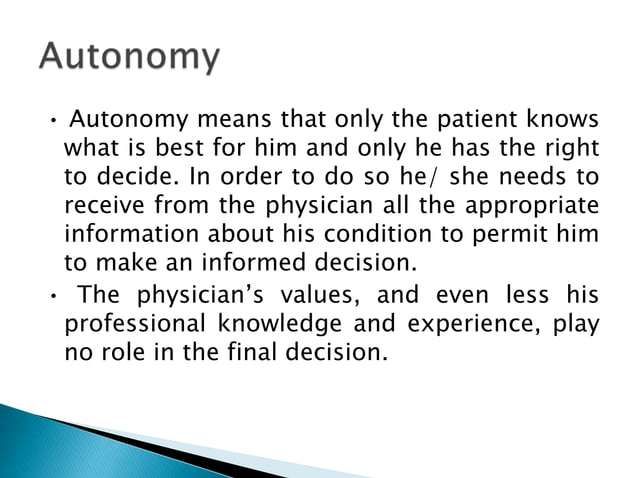 Autonomy
• Autonomy means that only the patient knows
what is best for him and only he has the right
to decide. In order to do so he/ she needs to
receive from the physician all the appropriate
information about his condition to permit him
to make an informed decision.
• The physician’s values, and even less his
professional knowledge and experience, play
no role in the final decision.